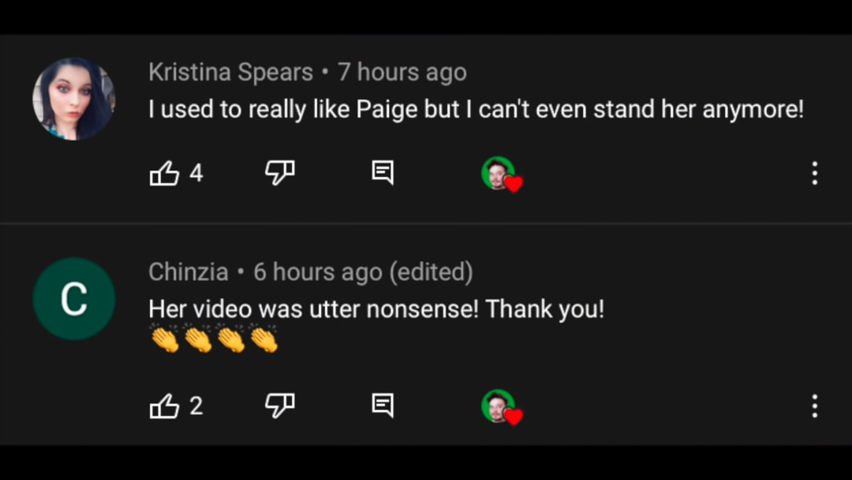 Kristina Spears • 7 hours ago
I used to really like Paige but I can't even stand her anymore!
4
C
Chinzia • 6 hours ago (edited)
Her video was utter nonsense! Thank you!
👏👏👏👏
2